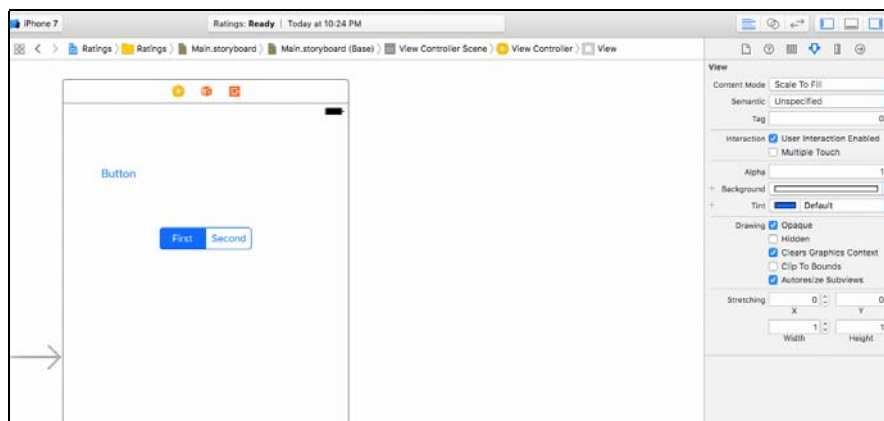 iPhone 7
Ratings: Ready | Today at 10:24 PM
Ratings Ratings Main.storyboard Main.storyboard (Base) View Controller Scene View Controller View
View
Content Mode Scale To Fill
Semantic Unspecified
Tag 0
Interaction User Interaction Enabled
Multiple Touch
Alpha 1
Background
Tint Default
Drawing Opaque
Hidden
Clears Graphics Context
Clip To Bounds
Autoresize Subviews
Stretching 0 0
X Y
1 1
Width Height
Button
First Second